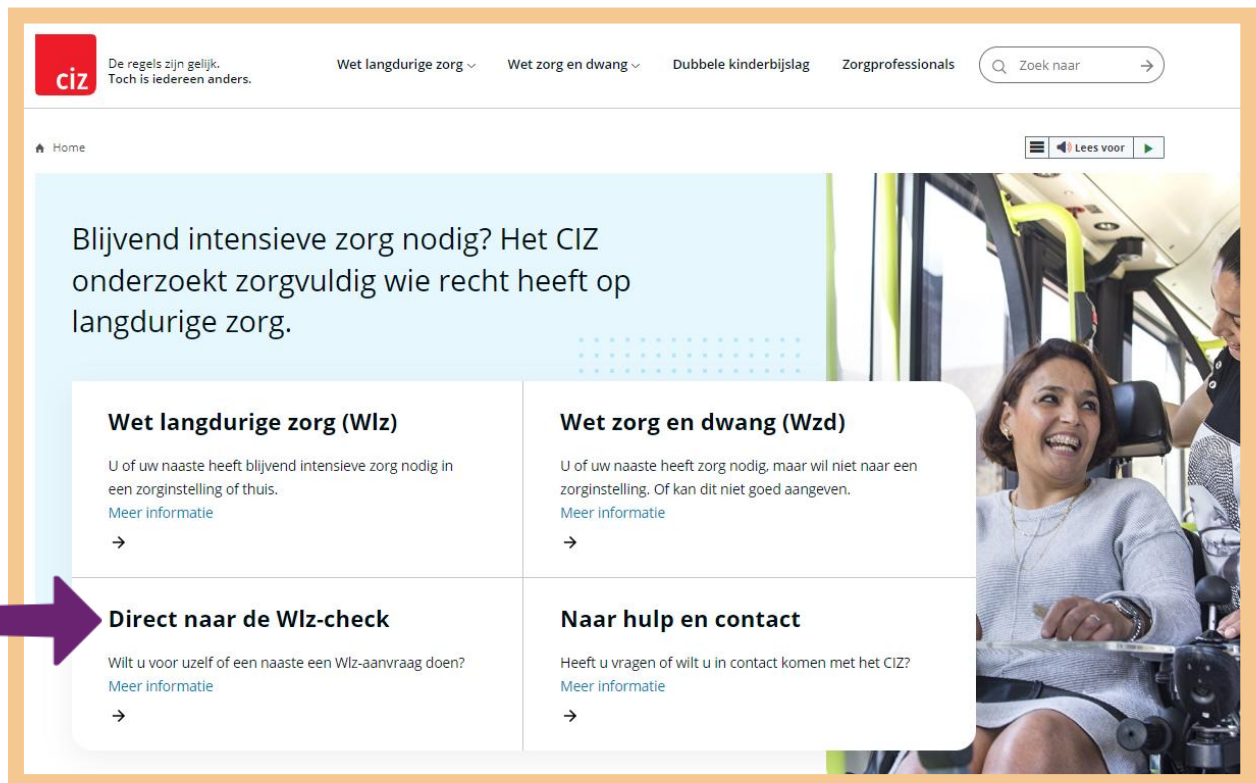 ciz
De regels zijn gelijk.
Toch is iedereen anders.
Wet langdurige zorg
Wet zorg en dwang
Dubbele kinderbijslag
Zorgprofessionals
Zoek naar
Home
Lees voor
Blijvend intensieve zorg nodig? Het CIZ
onderzoekt zorgvuldig wie recht heeft op
langdurige zorg.
Wet langdurige zorg (Wlz)
U of uw naaste heeft blijvend intensieve zorg nodig in
een zorginstelling of thuis.
Meer informatie
Wet zorg en dwang (Wzd)
U of uw naaste heeft zorg nodig, maar wil niet naar een
zorginstelling. Of kan dit niet goed aangeven.
Meer informatie
Direct naar de Wlz-check
Wilt u voor uzelf of een naaste een Wlz-aanvraag doen?
Meer informatie
Naar hulp en contact
Heeft u vragen of wilt u in contact komen met het CIZ?
Meer informatie